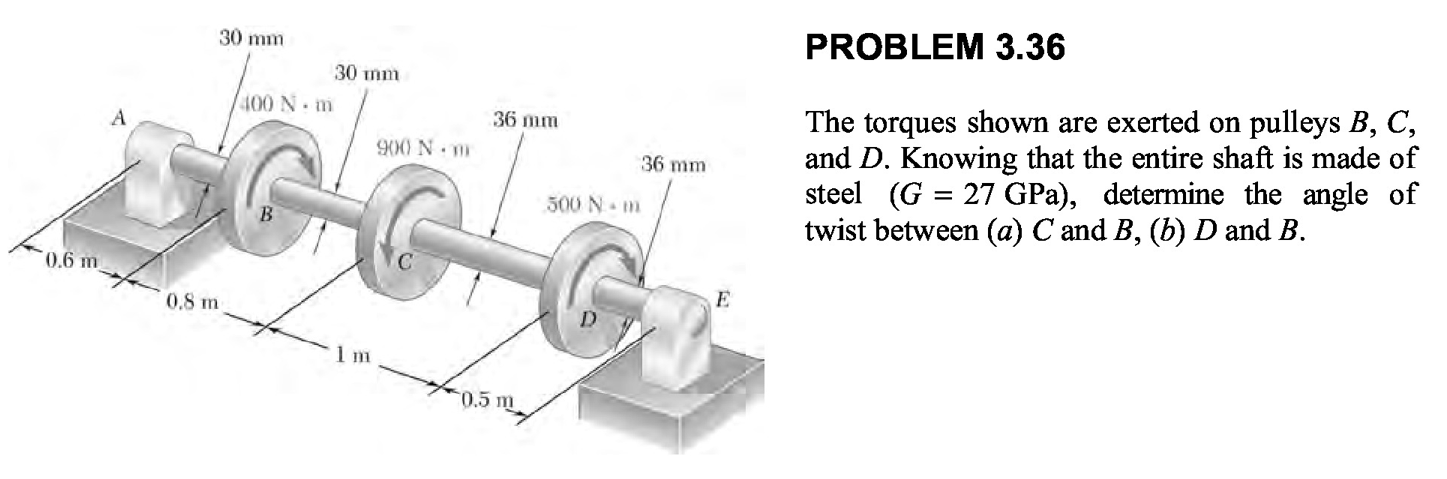 30 mm
30 mm
400 N · m
A
36 mm
900 N · m
36 mm
500 N · m
B
C
0.6 m
0.8 m
E
D
1 m
0.5 m
PROBLEM 3.36
The torques shown are exerted on pulleys B, C,
and D. Knowing that the entire shaft is made of
steel (G = 27 GPa), determine the angle of
twist between (a) C and B, (b) D and B.